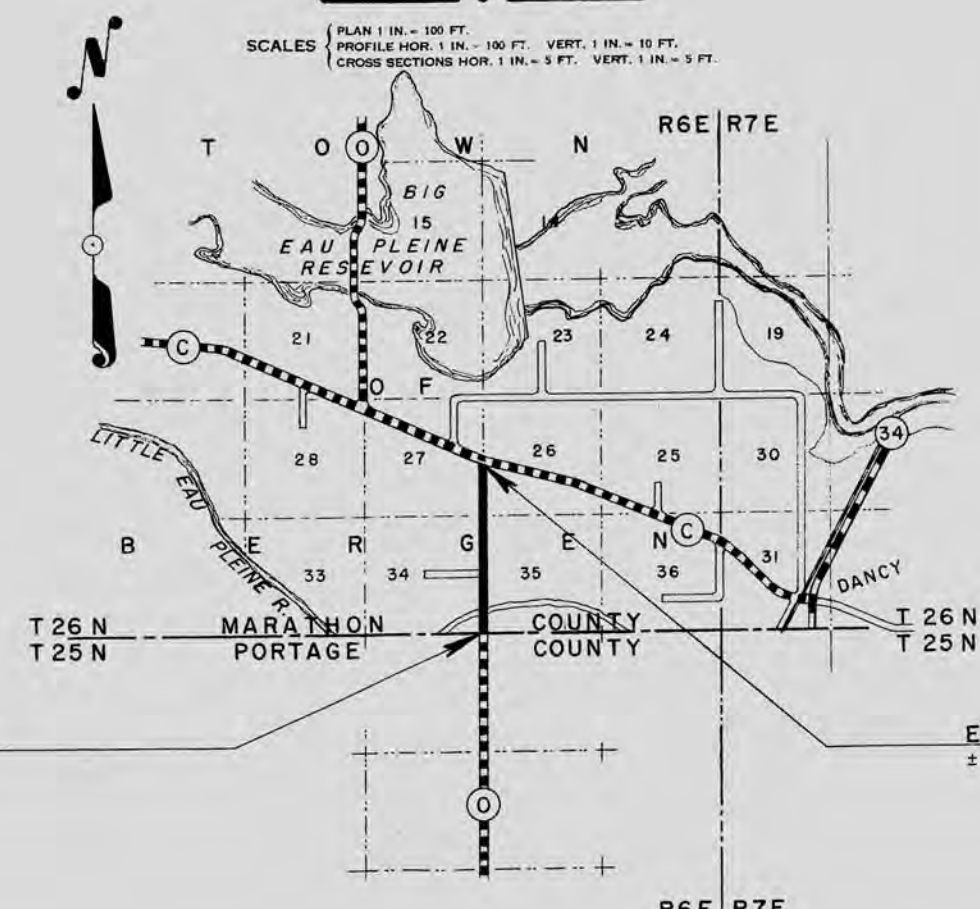 SCALES
PLAN 1 IN. = 100 FT.
PROFILE HOR. 1 IN. - 100 FT. VERT. 1 IN. = 10 FT.
CROSS SECTIONS HOR. 1 IN. = 5 FT. VERT. 1 IN. = 5 FT.
N
R6E R7E
T O O W N
BIG
15 14
EAU PLEINE
RESEVOIR
21 22 23 24 19
C
O F
34
LITTLE
EAU
PLEINE R.
28 27 26 25 30
C
B E R G E N
33 34 35 36 31
DANCY
T 26 N MARATHON COUNTY T 26 N
T 25 N PORTAGE COUNTY T 25 N
E
±
O
R6E R7E